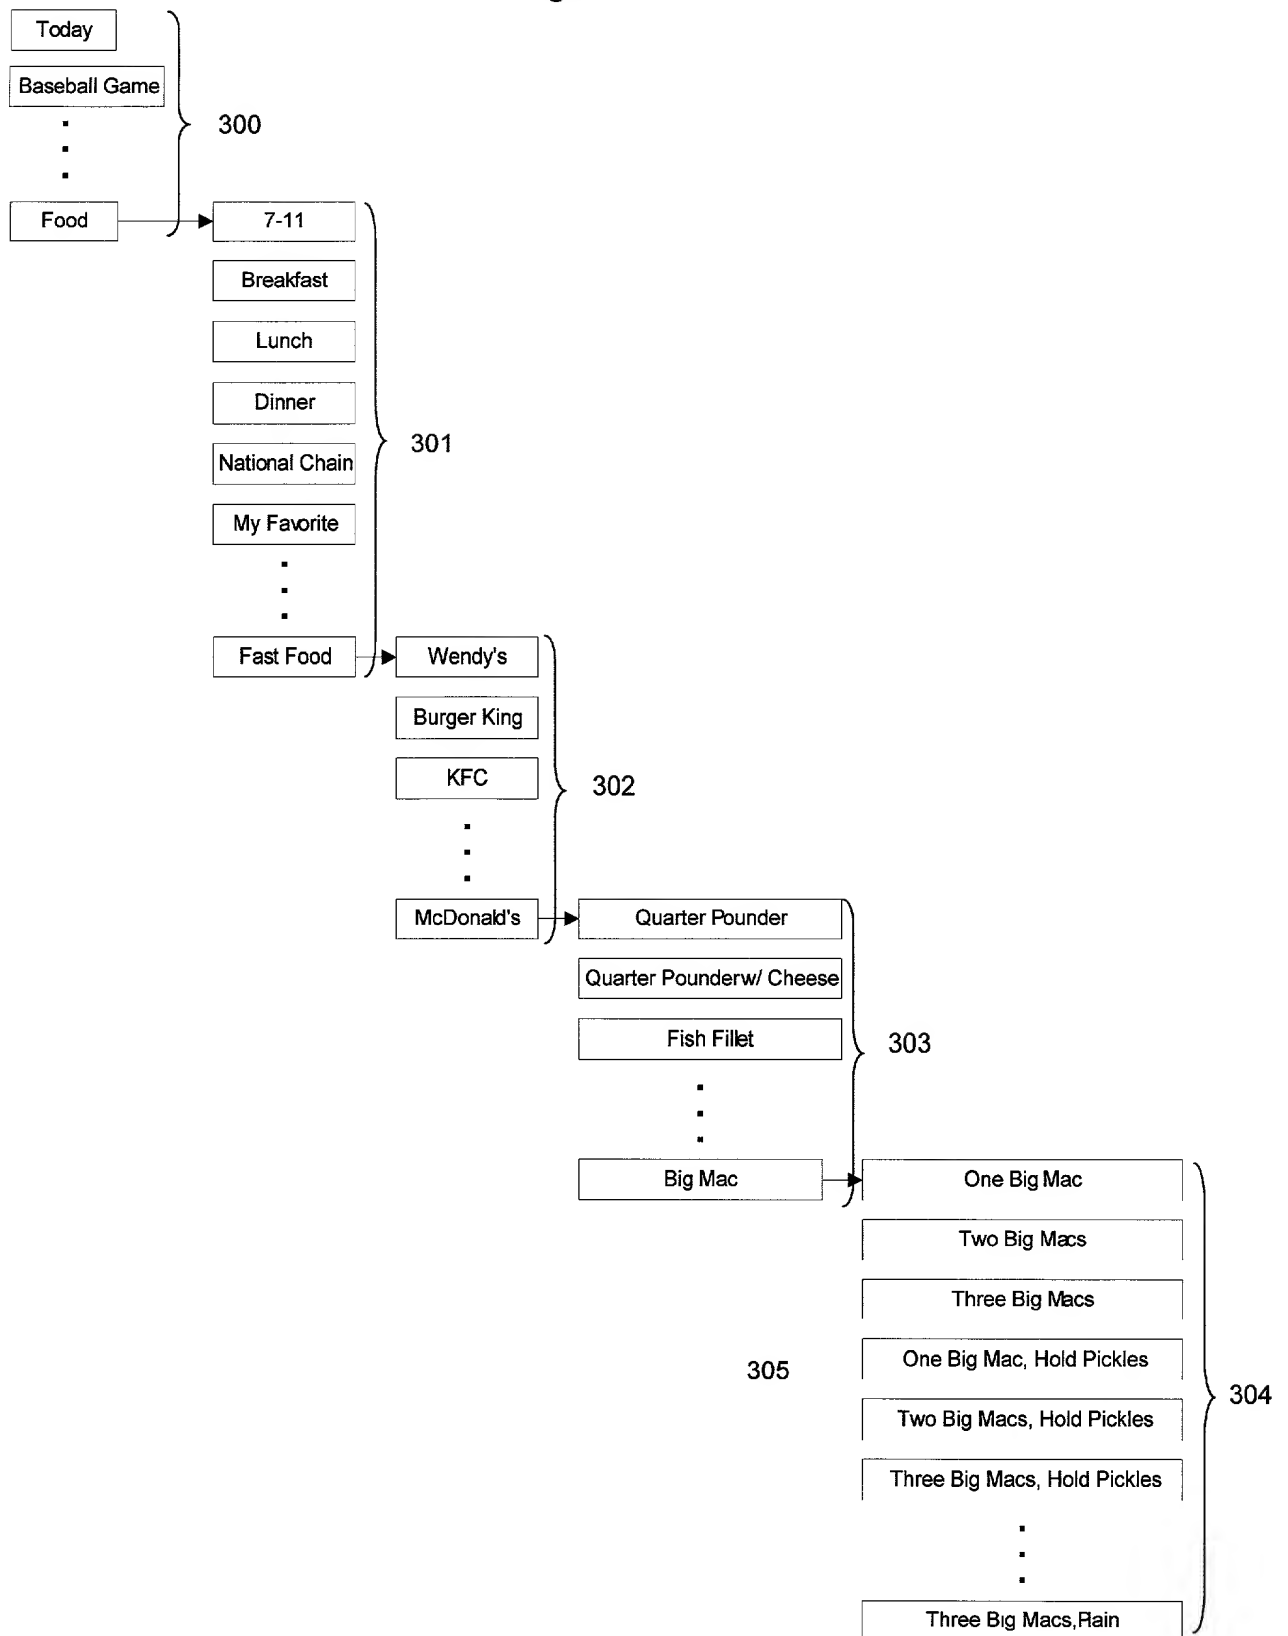 Today
Baseball Game
300
Food
7-11
Breakfast
Lunch
Dinner
National Chain
301
My Favorite
Fast Food
Wendy's
Burger King
KFC
302
McDonald's
Quarter Pounder
Quarter Pounderw/ Cheese
Fish Fillet
303
Big Mac
One Big Mac
Two Big Macs
Three Big Macs
One Big Mac, Hold Pickles
305
304
Two Big Macs, Hold Pickles
Three Big Macs, Hold Pickles
Three Big Macs,Rain